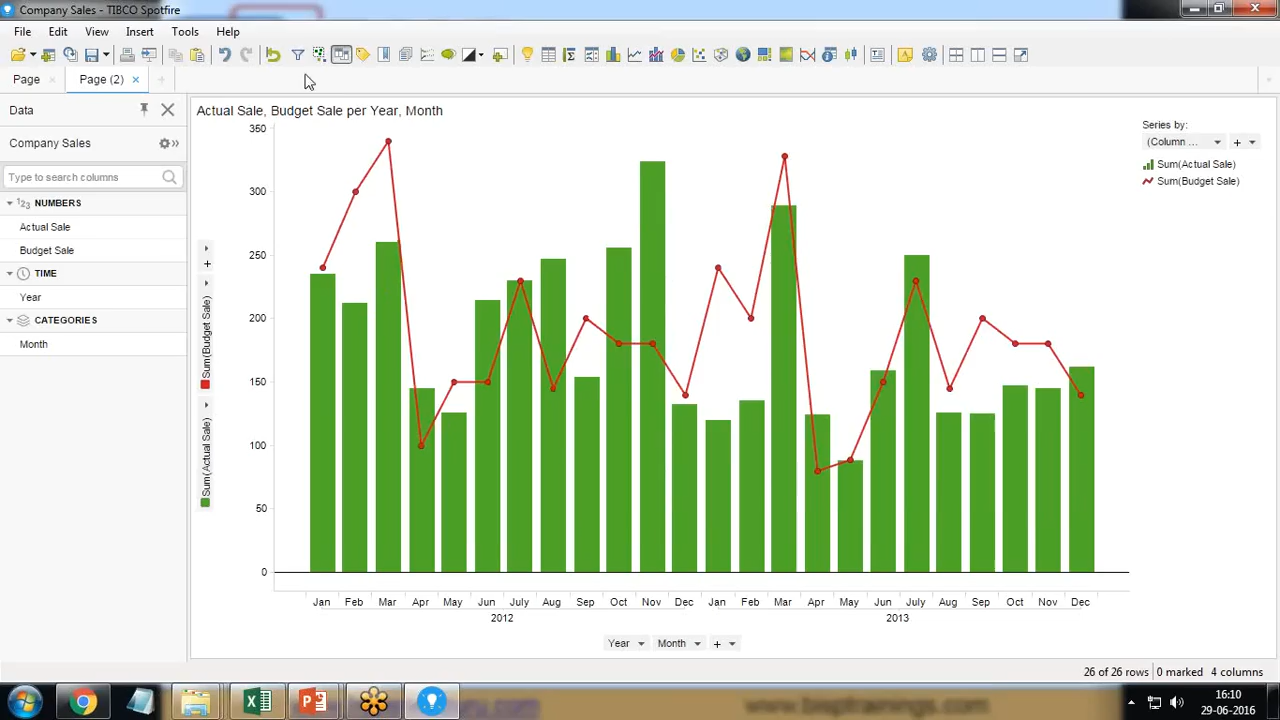 Company Sales - TIBCO Spotfire
File Edit View Insert Tools Help
Page Page (2)
Data
Company Sales
Type to search columns
NUMBERS
Actual Sale
Budget Sale
TIME
Year
CATEGORIES
Month
Actual Sale, Budget Sale per Year, Month
350
300
250
200
150
100
50
0
Sum(Budget Sale)
Sum(Actual Sale)
Jan Feb Mar Apr May Jun July Aug Sep Oct Nov Dec Jan Feb Mar Apr May Jun July Aug Sep Oct Nov Dec
2012 2013
Year Month +
Series by:
(Column ... +
Sum(Actual Sale)
Sum(Budget Sale)
26 of 26 rows 0 marked 4 columns
www.bisptrainings.com
16:10
29-06-2016